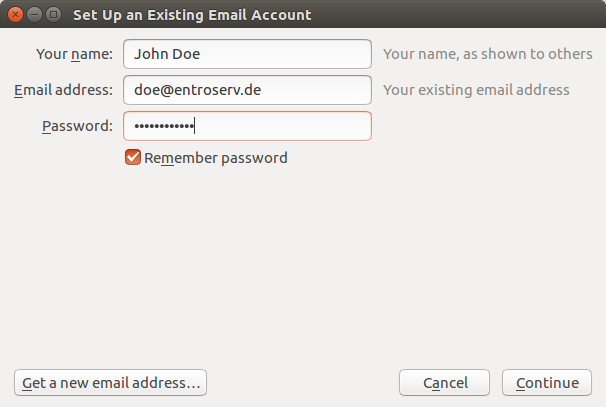 Set Up an Existing Email Account
Your name: John Doe Your name, as shown to others
Email address: doe@entroserv.de Your existing email address
Password: ••••••••••••
Remember password
Get a new email address... Cancel Continue